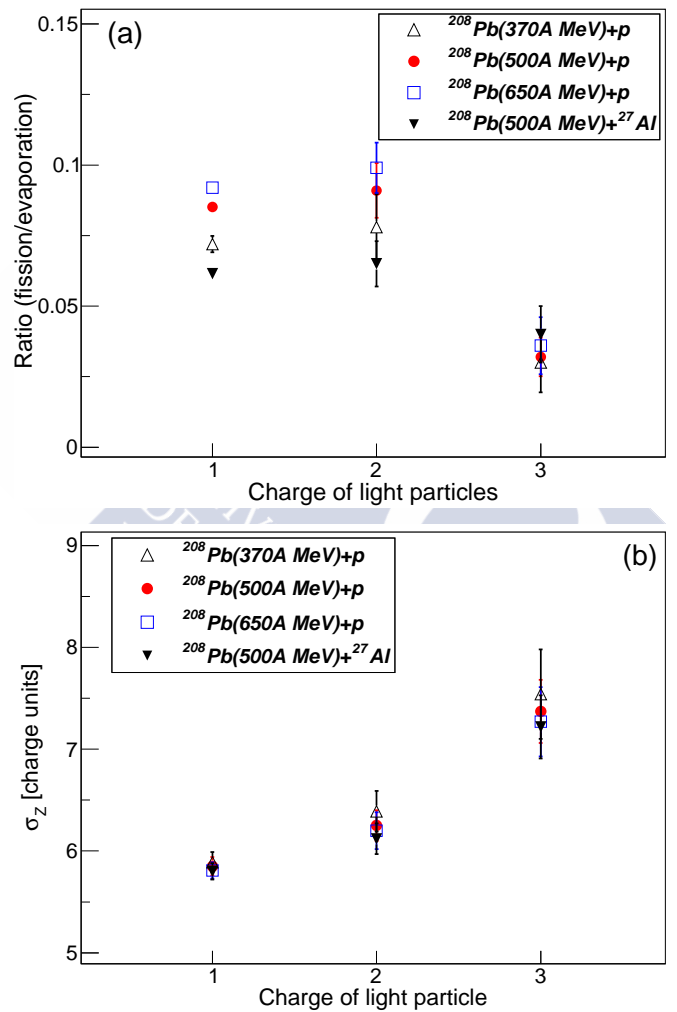 (a)
²⁰⁸Pb(370A MeV)+p
²⁰⁸Pb(500A MeV)+p
²⁰⁸Pb(650A MeV)+p
²⁰⁸Pb(500A MeV)+²⁷Al
Ratio (fission/evaporation)
0.15
0.1
0.05
0
1 2 3
Charge of light particles
(b)
²⁰⁸Pb(370A MeV)+p
²⁰⁸Pb(500A MeV)+p
²⁰⁸Pb(650A MeV)+p
²⁰⁸Pb(500A MeV)+²⁷Al
σ_Z [charge units]
9
8
7
6
5
1 2 3
Charge of light particle